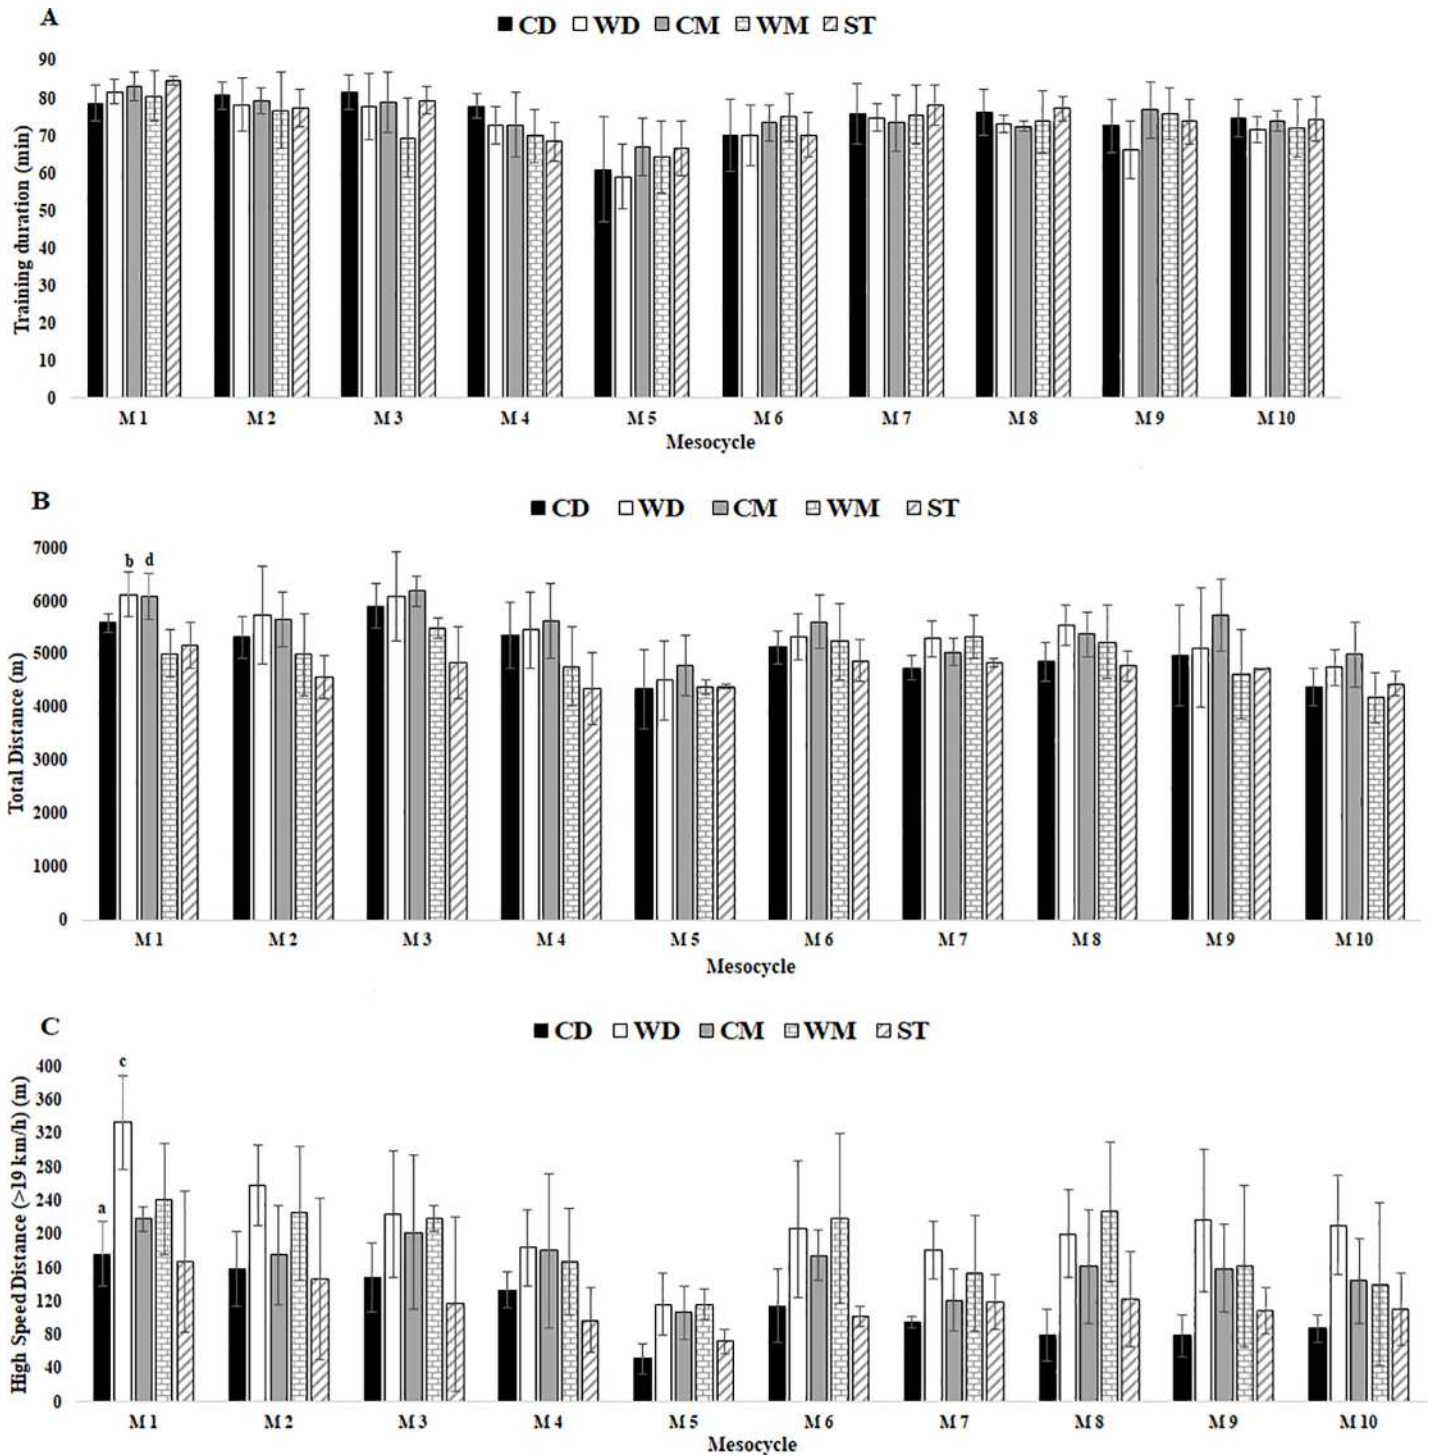 A
CD WD CM WM ST
90
80
70
60
50
40
30
20
10
0
Training duration (min)
M 1 M 2 M 3 M 4 M 5 M 6 M 7 M 8 M 9 M 10
Mesocycle
B
CD WD CM WM ST
7000
6000
5000
4000
3000
2000
1000
0
Total Distance (m)
b d
M 1 M 2 M 3 M 4 M 5 M 6 M 7 M 8 M 9 M 10
Mesocycle
C
CD WD CM WM ST
400
360
320
280
240
200
160
120
80
40
0
High Speed Distance (>19 km/h) (m)
c
a
M 1 M 2 M 3 M 4 M 5 M 6 M 7 M 8 M 9 M 10
Mesocycle